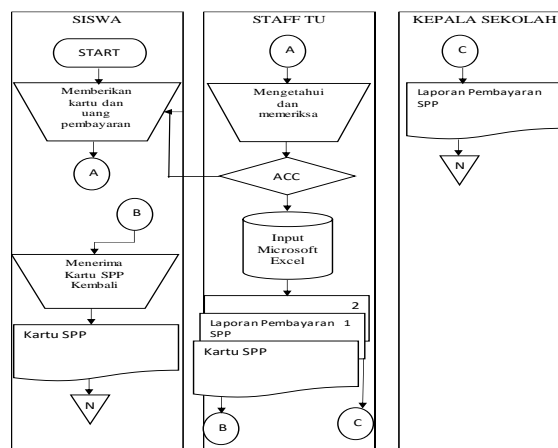 SISWA
START
Memberikan
kartu dan
uang
pembayaran
A
B
Menerima
Kartu SPP
Kembali
Kartu SPP
N
STAFF TU
A
Mengetahui
dan
memeriksa
ACC
Input
Microsoft
Excel
2
Laporan Pembayaran 1
SPP
Kartu SPP
B
C
KEPALA SEKOLAH
C
Laporan Pembayaran
SPP
N